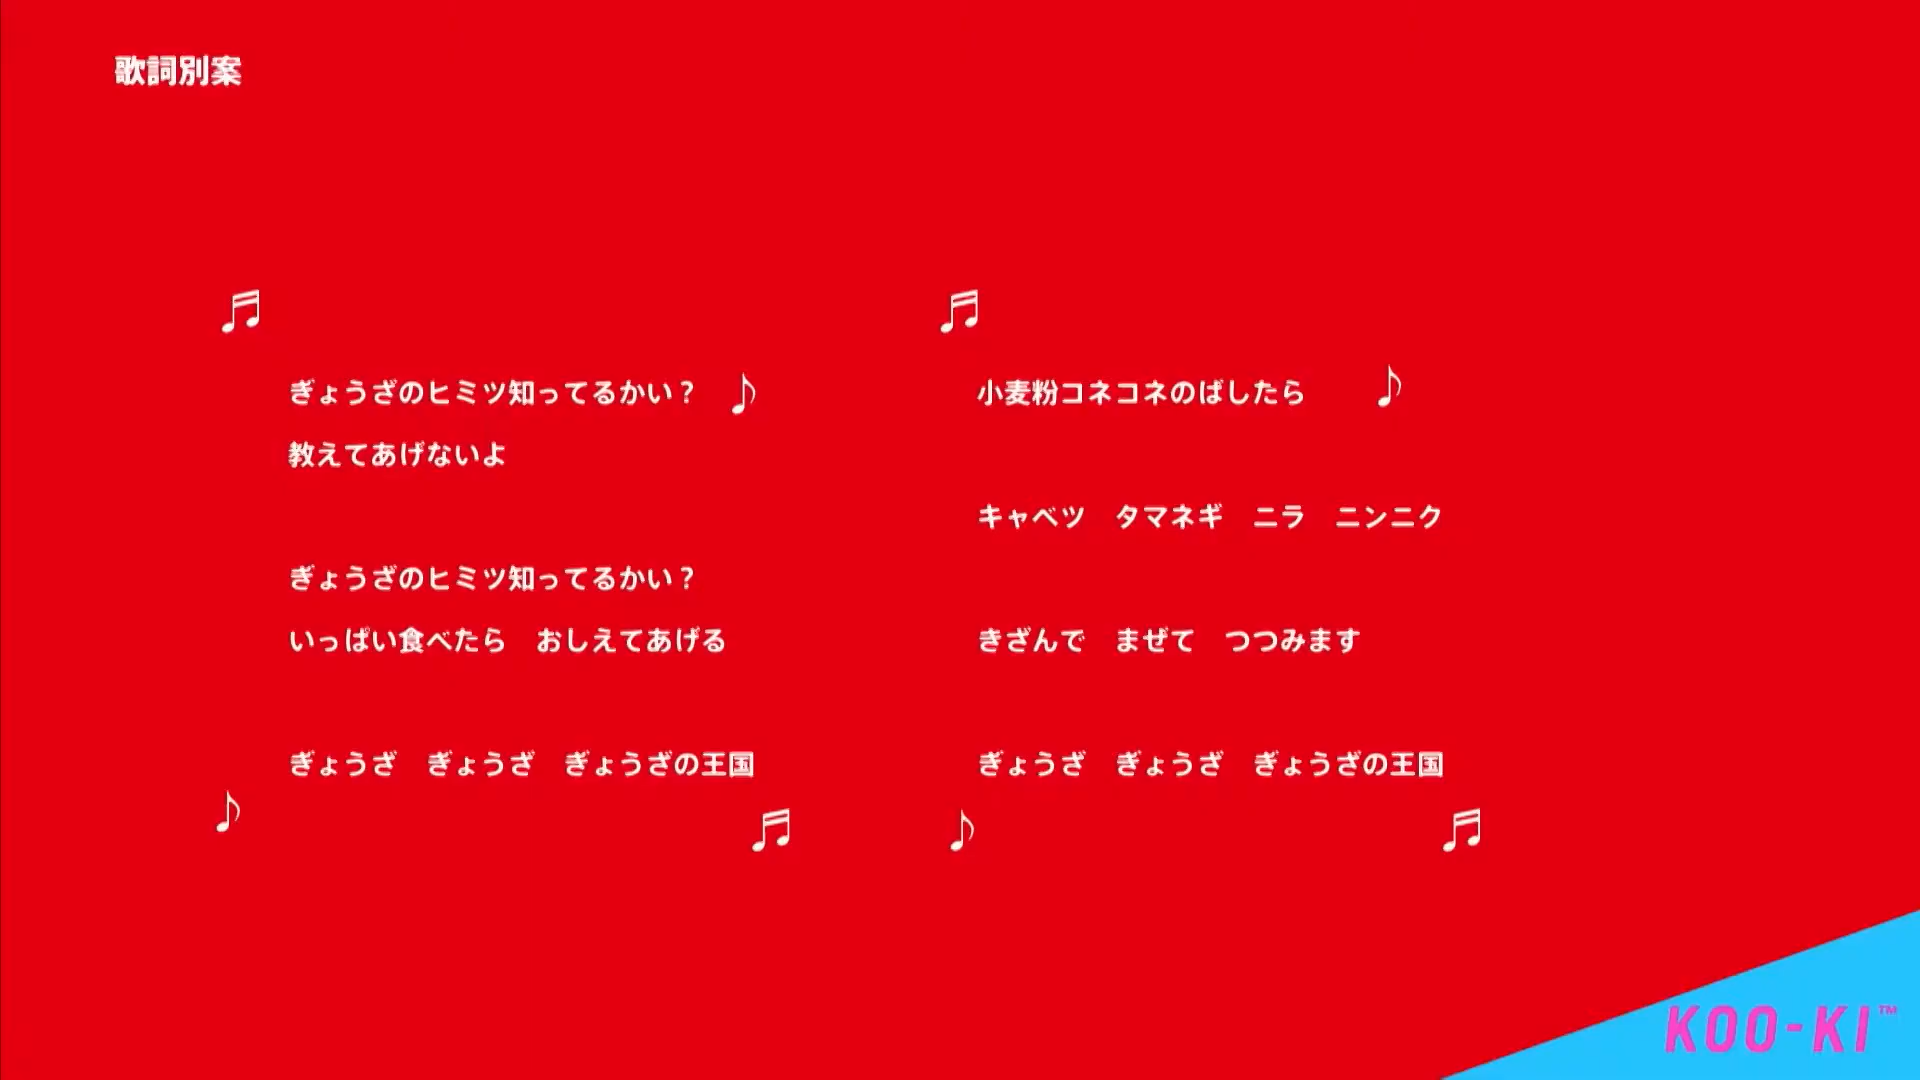 歌詞別案
ぎょうざのヒミツ知ってるかい？
教えてあげないよ
ぎょうざのヒミツ知ってるかい？
いっぱい食べたら　おしえてあげる
ぎょうざ　ぎょうざ　ぎょうざの王国
小麦粉コネコネのばしたら
キャベツ　タマネギ　ニラ　ニンニク
きざんで　まぜて　つつみます
ぎょうざ　ぎょうざ　ぎょうざの王国
KOO-KI™